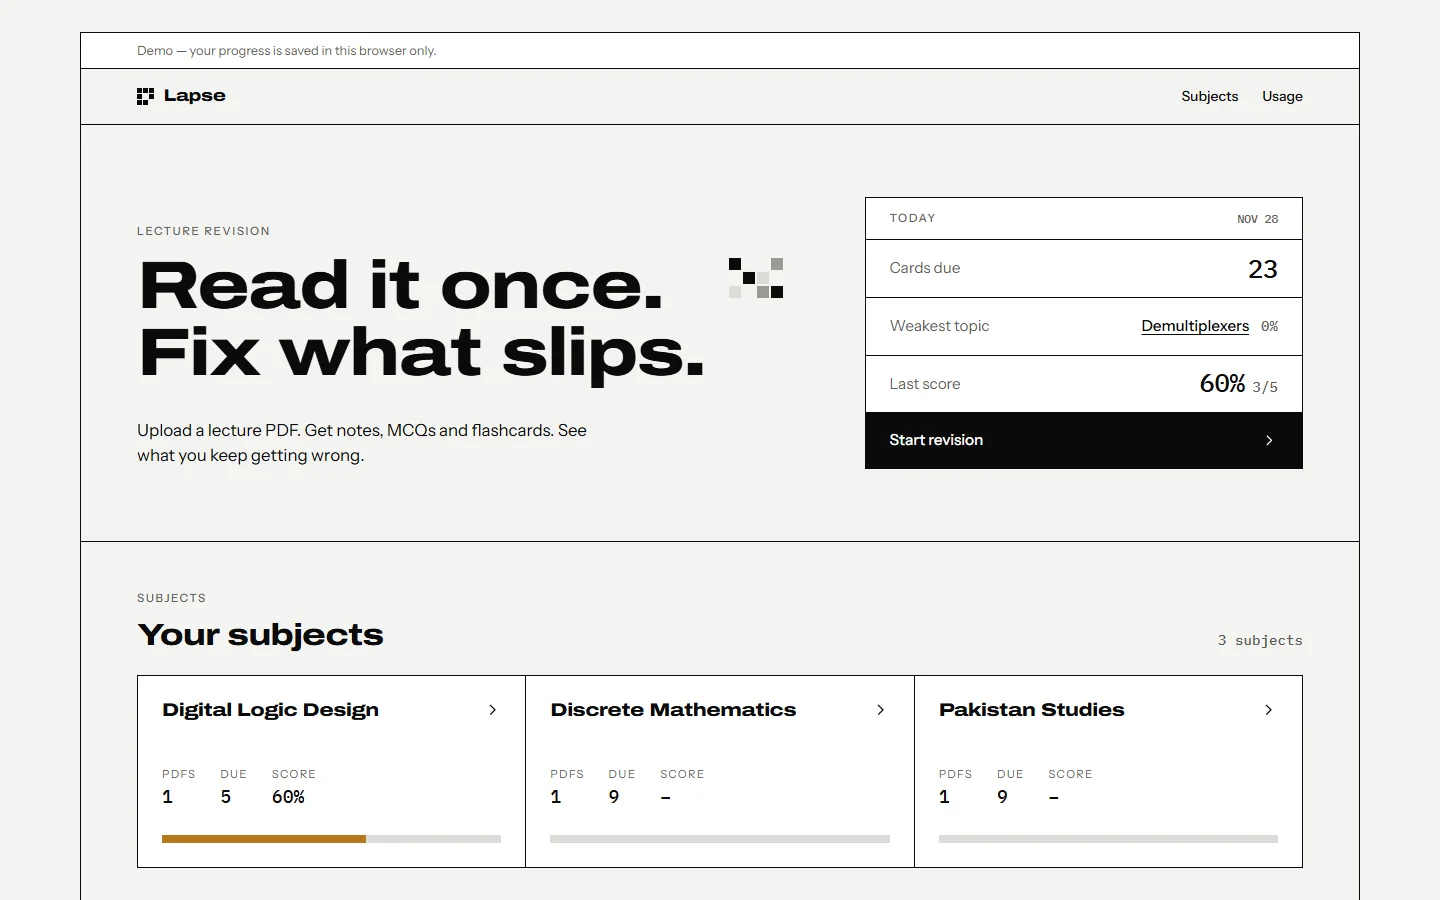 Demo — your progress is saved in this browser only.
Lapse
Subjects Usage
LECTURE REVISION
Read it once.
Fix what slips.
Upload a lecture PDF. Get notes, MCQs and flashcards. See
what you keep getting wrong.
TODAY NOV 28
Cards due 23
Weakest topic Demultiplexers 0%
Last score 60% 3/5
Start revision
SUBJECTS
Your subjects
3 subjects
Digital Logic Design
PDFS DUE SCORE
1 5 60%
Discrete Mathematics
PDFS DUE SCORE
1 9 –
Pakistan Studies
PDFS DUE SCORE
1 9 –